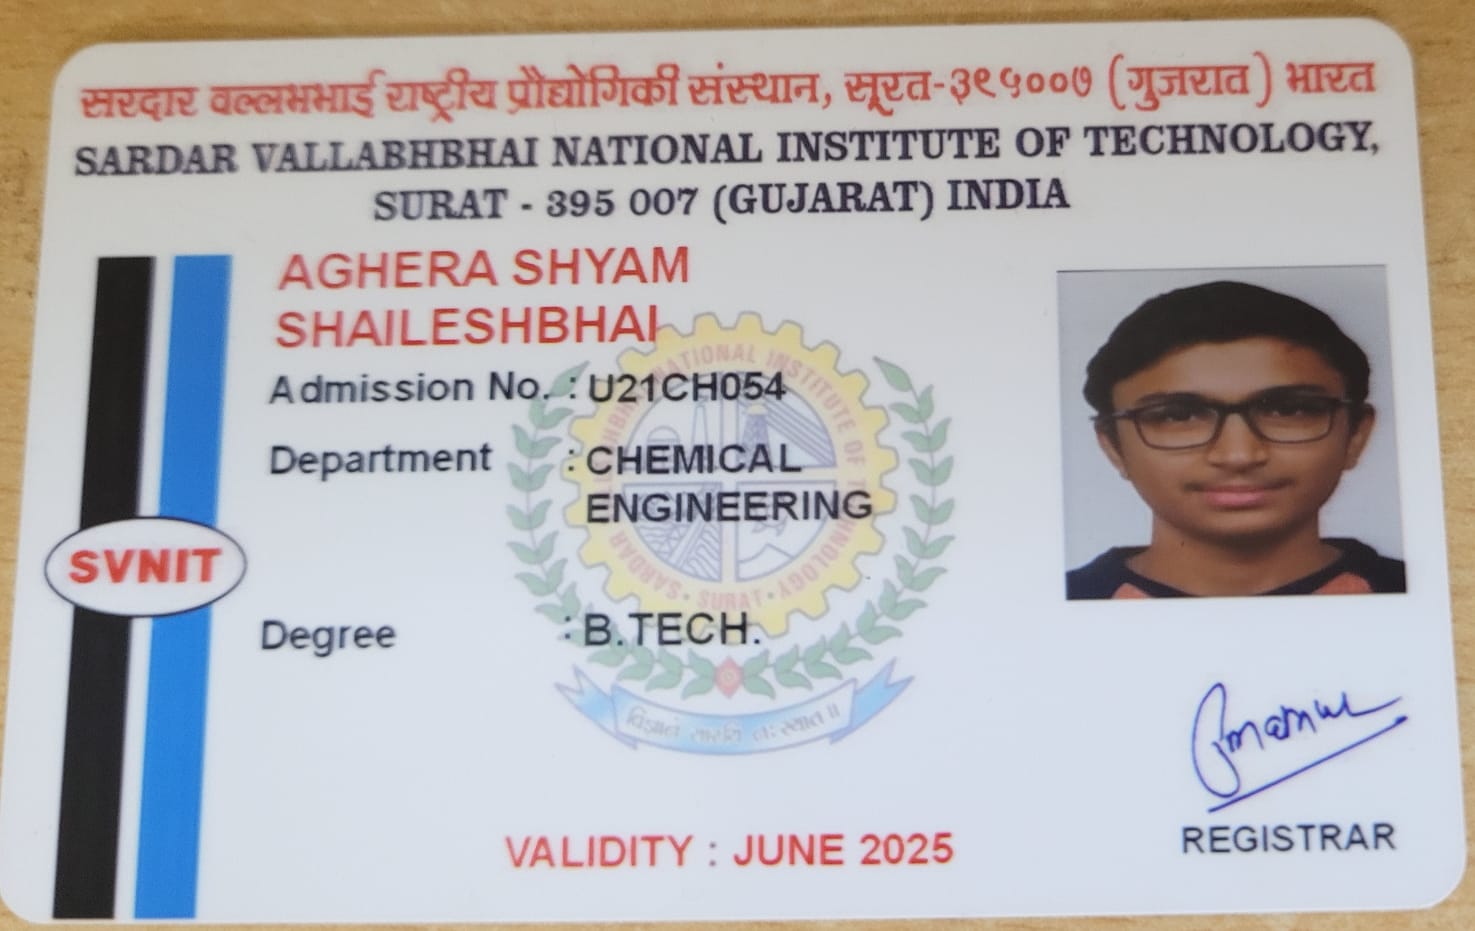 सरदार वल्लभभाई राष्ट्रीय प्रौद्योगिकी संस्थान, सूरत-३९५००७ (गुजरात) भारत
SARDAR VALLABHBHAI NATIONAL INSTITUTE OF TECHNOLOGY,
SURAT - 395 007 (GUJARAT) INDIA
AGHERA SHYAM
SHAILESHBHAI
Admission No. : U21CH054
Department : CHEMICAL
ENGINEERING
SVNIT
Degree : B.TECH.
SARDAR VALLABHBHAI NATIONAL INSTITUTE OF TECHNOLOGY
SURAT
REGISTRAR
VALIDITY : JUNE 2025